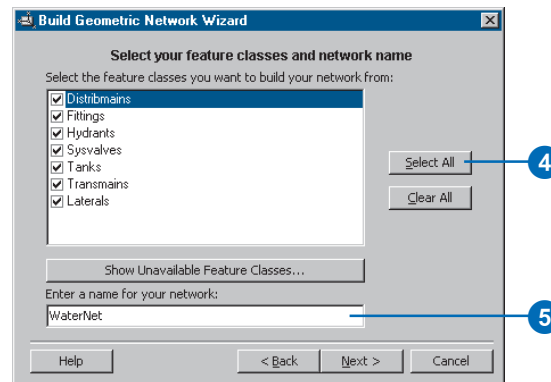 Build Geometric Network Wizard
Select your feature classes and network name
Select the feature classes you want to build your network from:
Distribmains
Fittings
Hydrants
Sysvalves
Tanks
Transmains
Laterals
Select All
4
Clear All
Show Unavailable Feature Classes...
Enter a name for your network:
WaterNet
5
Help
< Back
Next >
Cancel